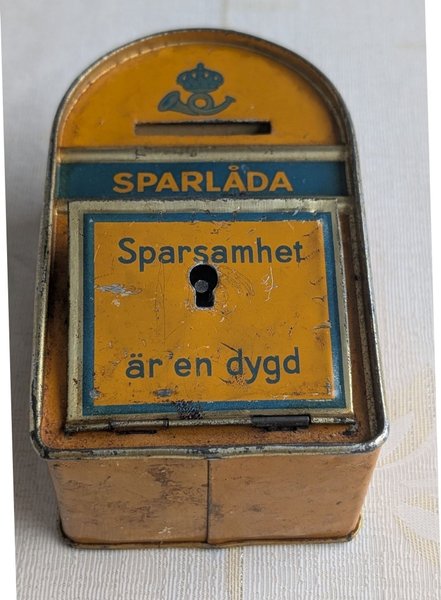 SPARLÅDA
Sparsamhet
är en dygd